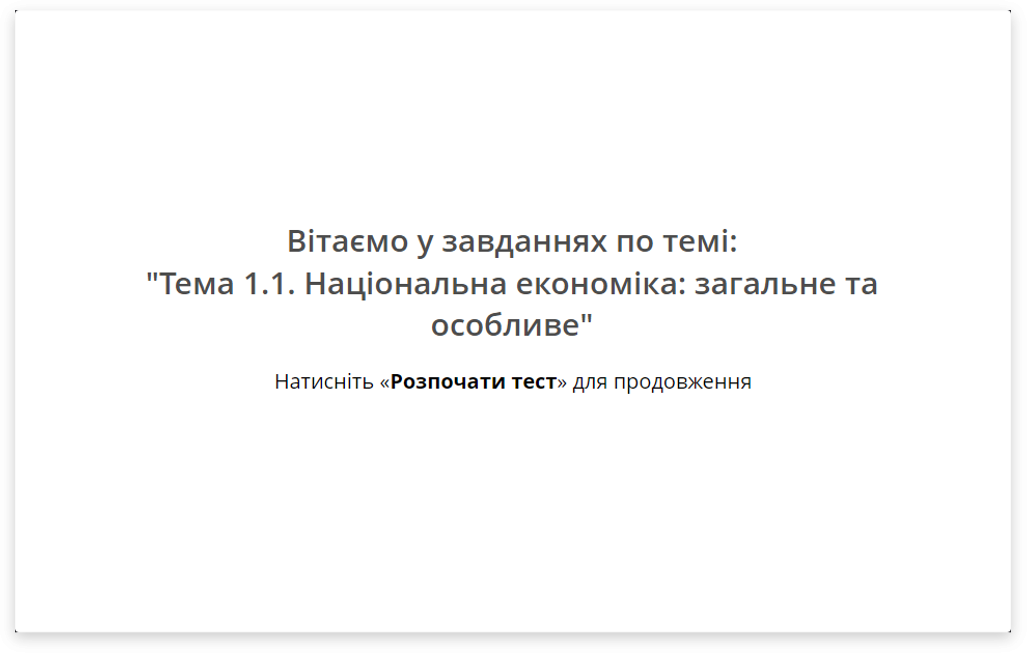 Вітаємо у завданнях по темі:
"Тема 1.1. Національна економіка: загальне та
особливе"
Натисніть «Розпочати тест» для продовження